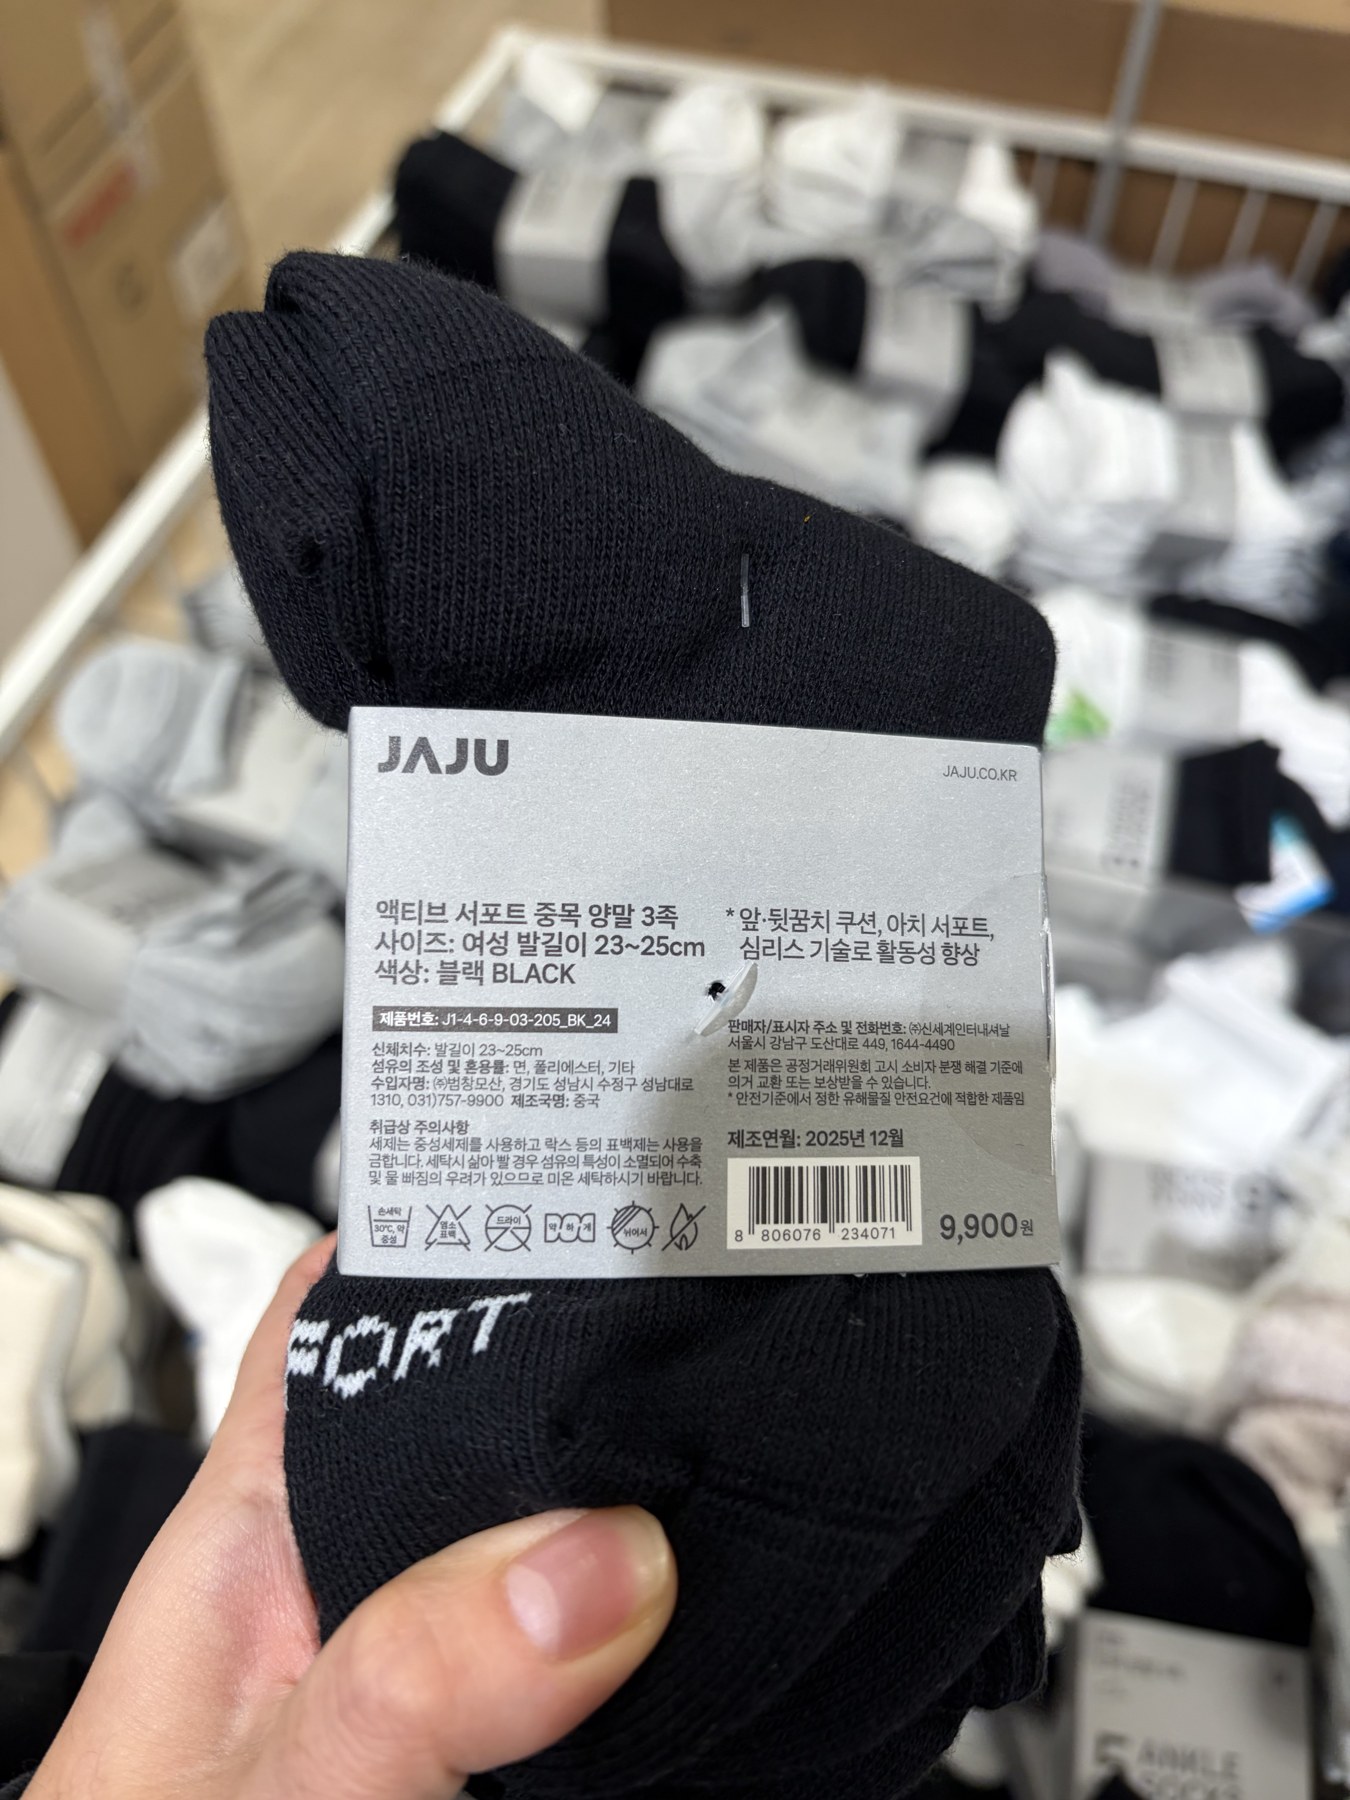 JAJU
JAJU.CO.KR
액티브 서포트 중목 양말 3족
사이즈: 여성 발길이 23~25cm
색상: 블랙 BLACK
* 앞·뒷꿈치 쿠션, 아치 서포트,
심리스 기술로 활동성 향상
제품번호: J1-4-6-9-03-205_BK_24
신체치수: 발길이 23~25cm
섬유의 조성 및 혼용률: 면, 폴리에스터, 기타
수입자명: ㈜범창모산, 경기도 성남시 수정구 성남대로
1310, 031)757-9900 제조국명: 중국
취급상 주의사항
세제는 중성세제를 사용하고 락스 등의 표백제는 사용을
금합니다. 세탁시 삶아 빨 경우 섬유의 특성이 소멸되어 수축
및 물 빠짐의 우려가 있으므로 미온 세탁하시기 바랍니다.
손세탁
30℃, 약
중성
염소
표백
드라이
약하게
뉘어서
판매자/표시자 주소 및 전화번호: ㈜신세계인터내셔날
서울시 강남구 도산대로 449, 1644-4490
본 제품은 공정거래위원회 고시 소비자 분쟁 해결 기준에
의거 교환 또는 보상받을 수 있습니다.
* 안전기준에서 정한 유해물질 안전요건에 적합한 제품임
제조연월: 2025년 12월
8 806076 234071
9,900원
FORT
5 ANKLE
SOCKS